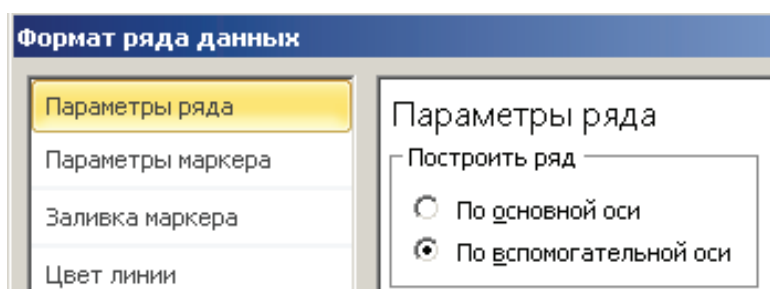 Формат ряда данных
Параметры ряда
Параметры маркера
Заливка маркера
Цвет линии
Параметры ряда
Построить ряд
По основной оси
По вспомогательной оси